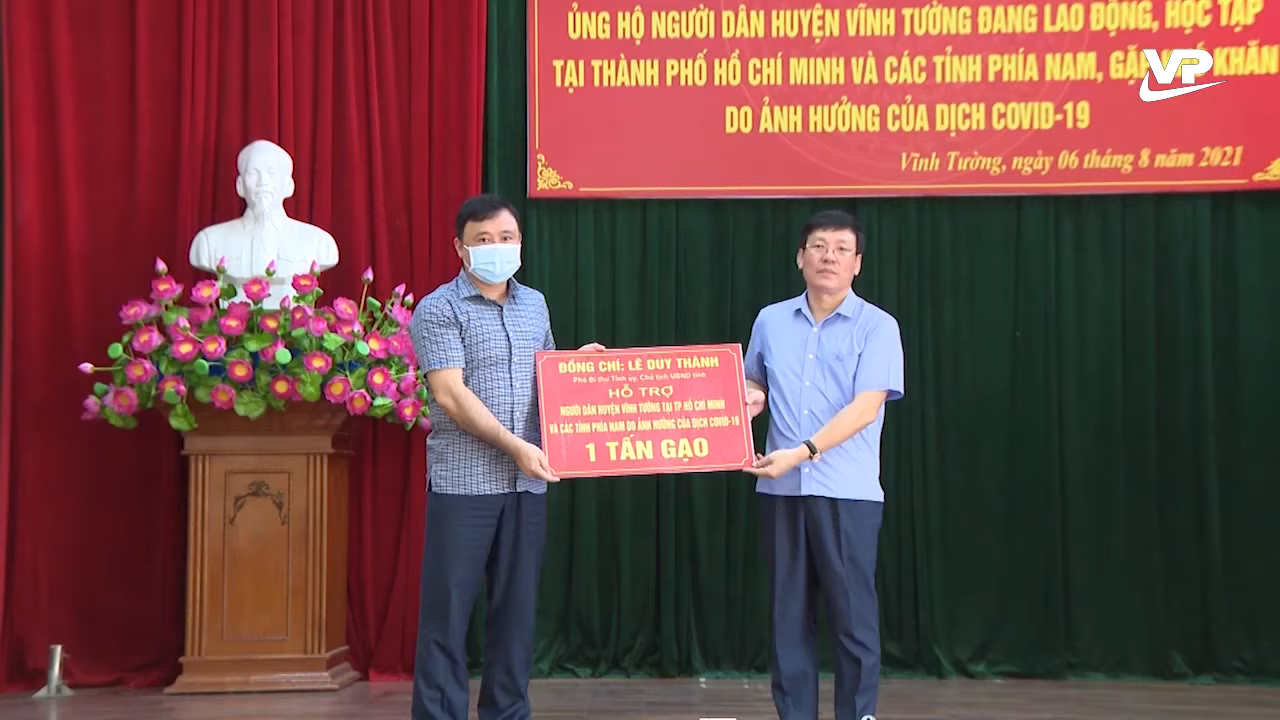 ỦNG HỘ NGƯỜI DÂN HUYỆN VĨNH TƯỜNG ĐANG LAO ĐỘNG, HỌC TẬP
TẠI THÀNH PHỐ HỒ CHÍ MINH VÀ CÁC TỈNH PHÍA NAM, GẶP KHÓ KHĂN
DO ẢNH HƯỞNG CỦA DỊCH COVID-19
Vĩnh Tường, ngày 06 tháng 8 năm 2021
VP
ĐỒNG CHÍ: LÊ DUY THÀNH
Phó Bí thư Tỉnh ủy, Chủ tịch UBND tỉnh
HỖ TRỢ
NGƯỜI DÂN HUYỆN VĨNH TƯỜNG TẠI TP HỒ CHÍ MINH
VÀ CÁC TỈNH PHÍA NAM DO ẢNH HƯỞNG CỦA DỊCH COVID-19
1 TẤN GẠO